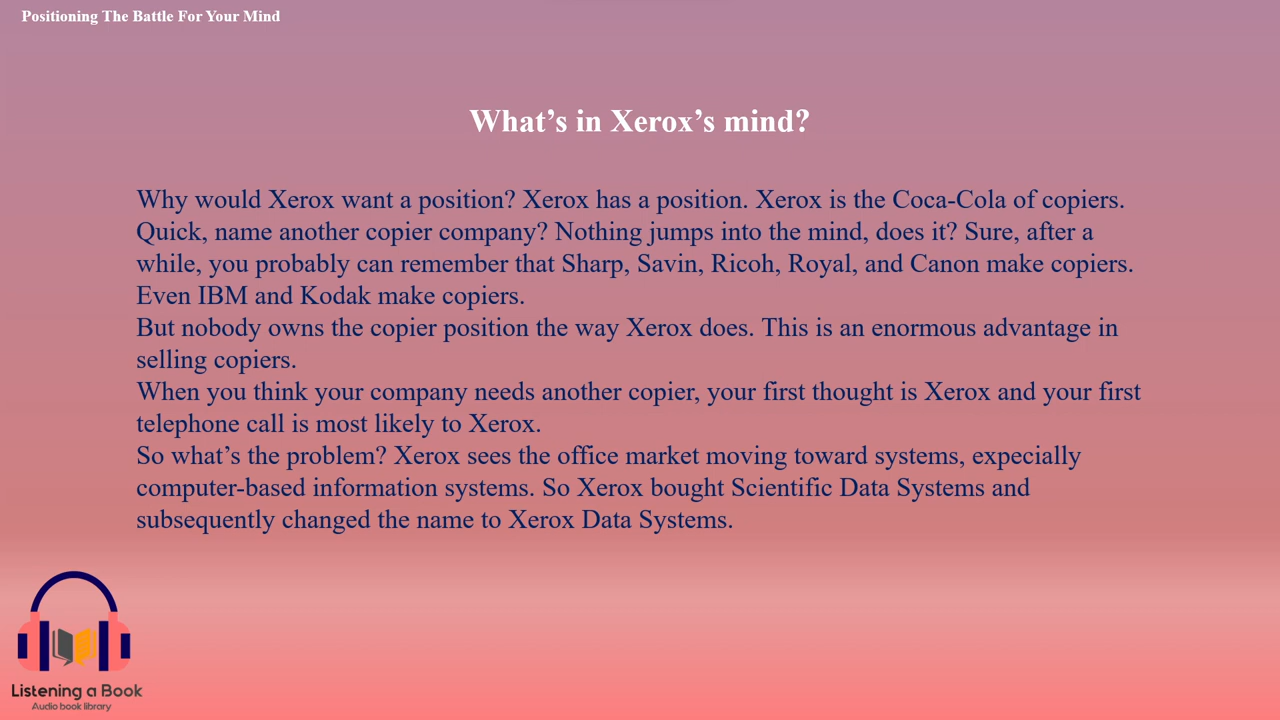 Positioning The Battle For Your Mind
What’s in Xerox’s mind?
Why would Xerox want a position? Xerox has a position. Xerox is the Coca-Cola of copiers.
Quick, name another copier company? Nothing jumps into the mind, does it? Sure, after a
while, you probably can remember that Sharp, Savin, Ricoh, Royal, and Canon make copiers.
Even IBM and Kodak make copiers.
But nobody owns the copier position the way Xerox does. This is an enormous advantage in
selling copiers.
When you think your company needs another copier, your first thought is Xerox and your first
telephone call is most likely to Xerox.
So what’s the problem? Xerox sees the office market moving toward systems, expecially
computer-based information systems. So Xerox bought Scientific Data Systems and
subsequently changed the name to Xerox Data Systems.
Listening a Book
Audio book library